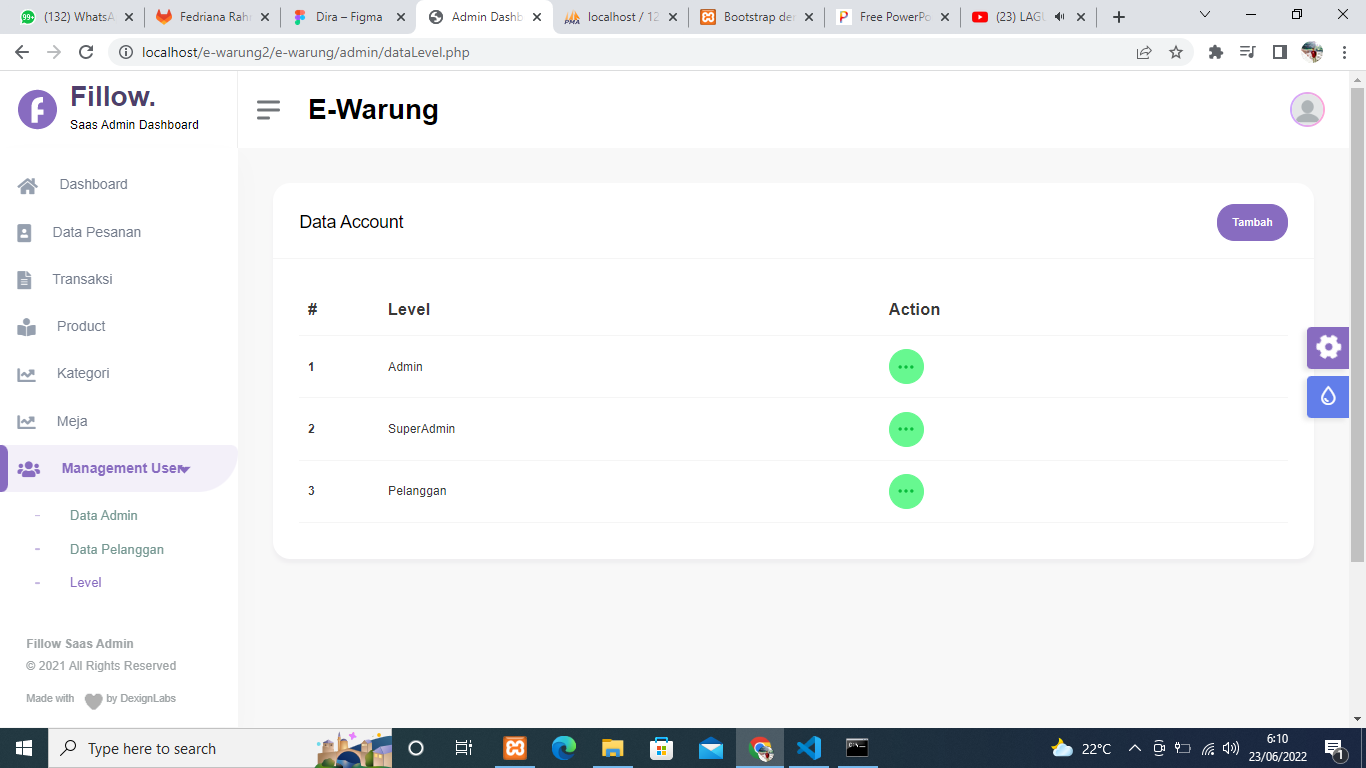 (132) WhatsA
Fedriana Rahm
Dira – Figma
Admin Dashb
localhost / 12
Bootstrap de
Free PowerPo
(23) LAGU
localhost/e-warung2/e-warung/admin/dataLevel.php
Fillow.
Saas Admin Dashboard
E-Warung
Dashboard
Data Pesanan
Transaksi
Product
Kategori
Meja
Management User
Data Admin
Data Pelanggan
Level
Fillow Saas Admin
© 2021 All Rights Reserved
Made with by DexignLabs
Data Account
Tambah
# Level Action
1 Admin
2 SuperAdmin
3 Pelanggan
Type here to search
22°C
6:10
23/06/2022
1